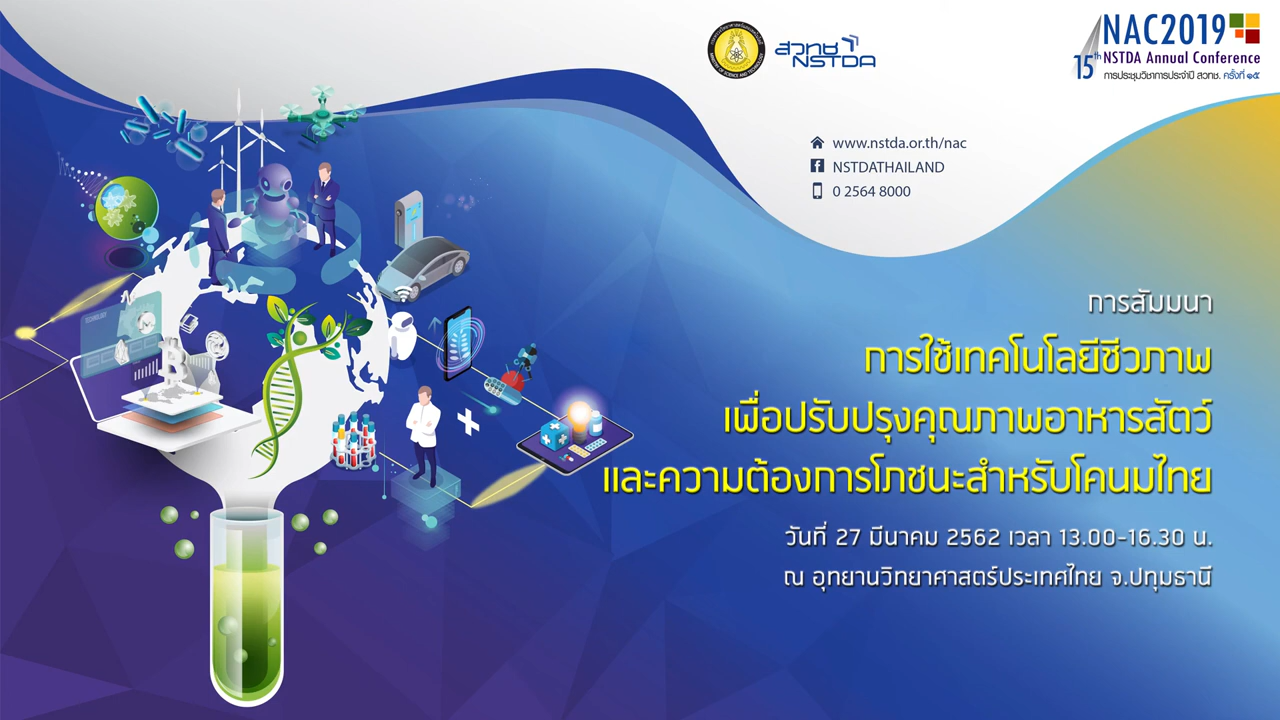 สวทช
NSTDA
NAC2019
15th NSTDA Annual Conference
การประชุมวิชาการประจำปี สวทช. ครั้งที่ ๑๕
www.nstda.or.th/nac
NSTDATHAILAND
0 2564 8000
การสัมมนา
การใช้เทคโนโลยีชีวภาพ
เพื่อปรับปรุงคุณภาพอาหารสัตว์
และความต้องการโภชนะสำหรับโคนมไทย
วันที่ 27 มีนาคม 2562 เวลา 13.00-16.30 น.
ณ อุทยานวิทยาศาสตร์ประเทศไทย จ.ปทุมธานี